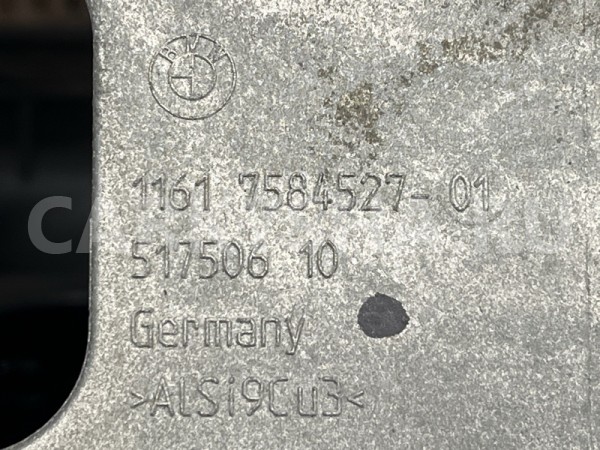 BMW
1161 7584527-01
517506 10
Germany
>AlSi9Cu3<